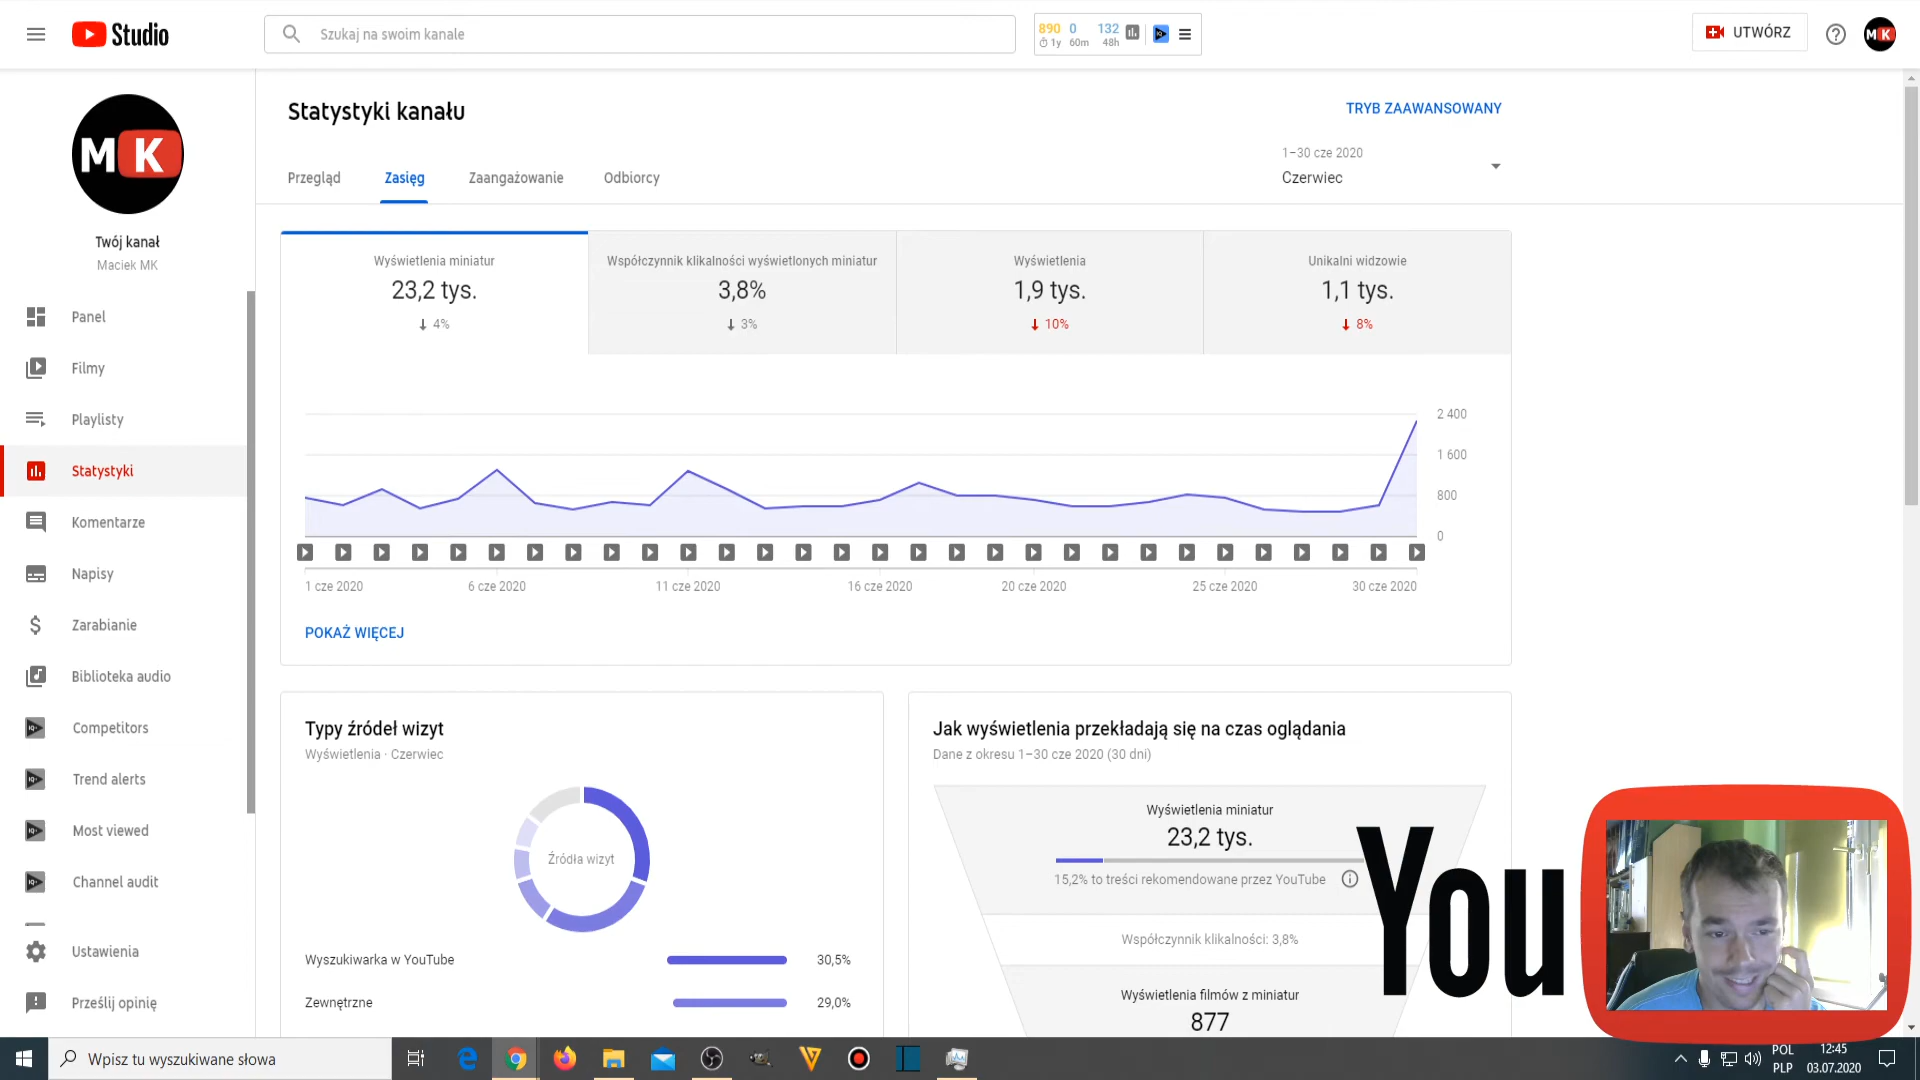 Studio
Szukaj na swoim kanale
890 0 132
1y 60m 48h
UTWÓRZ
MK
MK
Twój kanał
Maciek MK
Panel
Filmy
Playlisty
Statystyki
Komentarze
Napisy
Zarabianie
Biblioteka audio
Competitors
Trend alerts
Most viewed
Channel audit
Ustawienia
Prześlij opinię
Statystyki kanału
TRYB ZAAWANSOWANY
Przegląd Zasięg Zaangażowanie Odbiorcy
1–30 cze 2020
Czerwiec
Wyświetlenia miniatur
23,2 tys.
4%
Współczynnik klikalności wyświetlonych miniatur
3,8%
3%
Wyświetlenia
1,9 tys.
10%
Unikalni widzowie
1,1 tys.
8%
2 400
1 600
800
0
1 cze 2020 6 cze 2020 11 cze 2020 16 cze 2020 20 cze 2020 25 cze 2020 30 cze 2020
POKAŻ WIĘCEJ
Typy źródeł wizyt
Wyświetlenia · Czerwiec
Źródła wizyt
Wyszukiwarka w YouTube 30,5%
Zewnętrzne 29,0%
Jak wyświetlenia przekładają się na czas oglądania
Dane z okresu 1–30 cze 2020 (30 dni)
Wyświetlenia miniatur
23,2 tys.
15,2% to treści rekomendowane przez YouTube
Współczynnik klikalności: 3,8%
Wyświetlenia filmów z miniatur
877
You
Wpisz tu wyszukiwane słowa
POL
PLP
12:45
03.07.2020